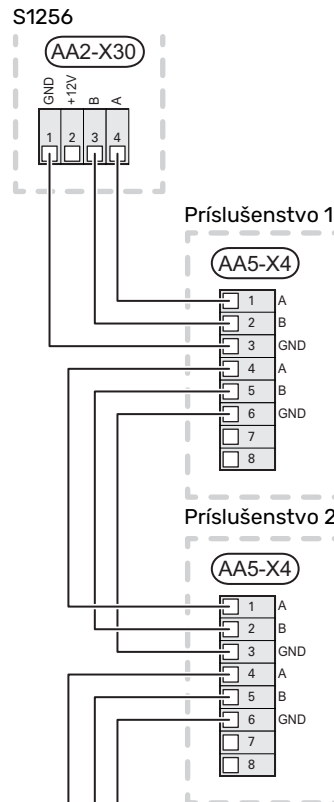 S1256
AA2-X30
GND +12V B A
1 2 3 4
Príslušenstvo 1
AA5-X4
1 A
2 B
3 GND
4 A
5 B
6 GND
7
8
Príslušenstvo 2
AA5-X4
1 A
2 B
3 GND
4 A
5 B
6 GND
7
8